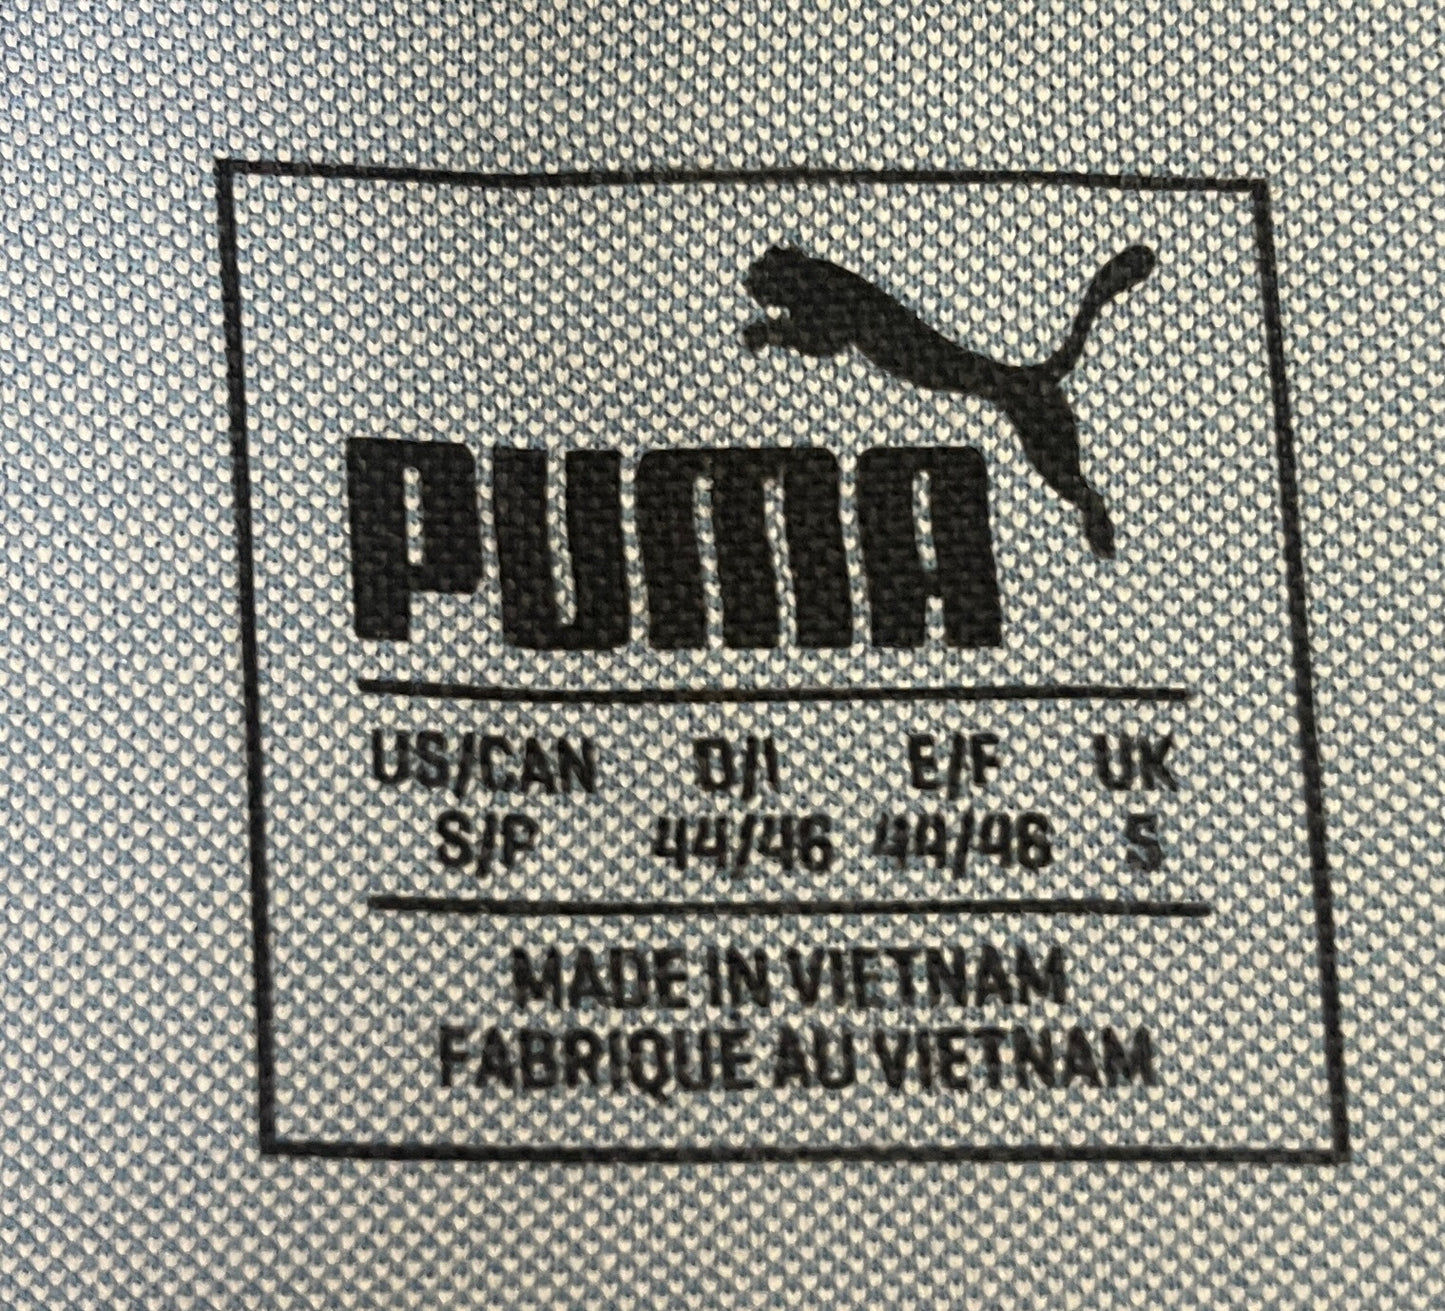 PUMA
US/CAN D/I E/F UK
S/P 44/46 44/46 S
MADE IN VIETNAM
FABRIQUE AU VIETNAM